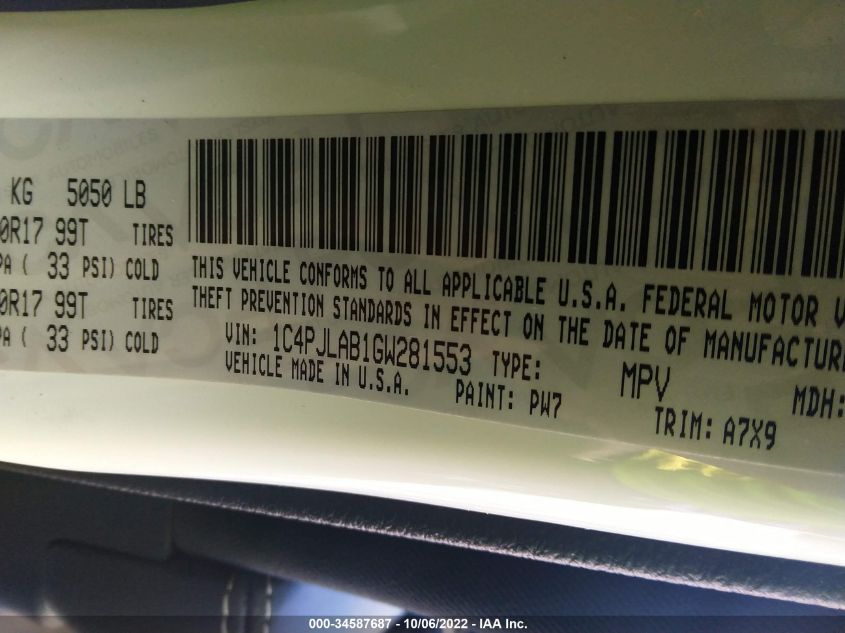 KG 5050 LB
0R17 99T TIRES
PA ( 33 PSI) COLD
0R17 99T TIRES
PA ( 33 PSI) COLD
THIS VEHICLE CONFORMS TO ALL APPLICABLE U.S.A. FEDERAL MOTOR V
THEFT PREVENTION STANDARDS IN EFFECT ON THE DATE OF MANUFACTUR
VIN: 1C4PJLAB1GW281553 TYPE: MPV MDH:
VEHICLE MADE IN U.S.A. PAINT: PW7 TRIM: A7X9
000-34587687 - 10/06/2022 - IAA Inc.